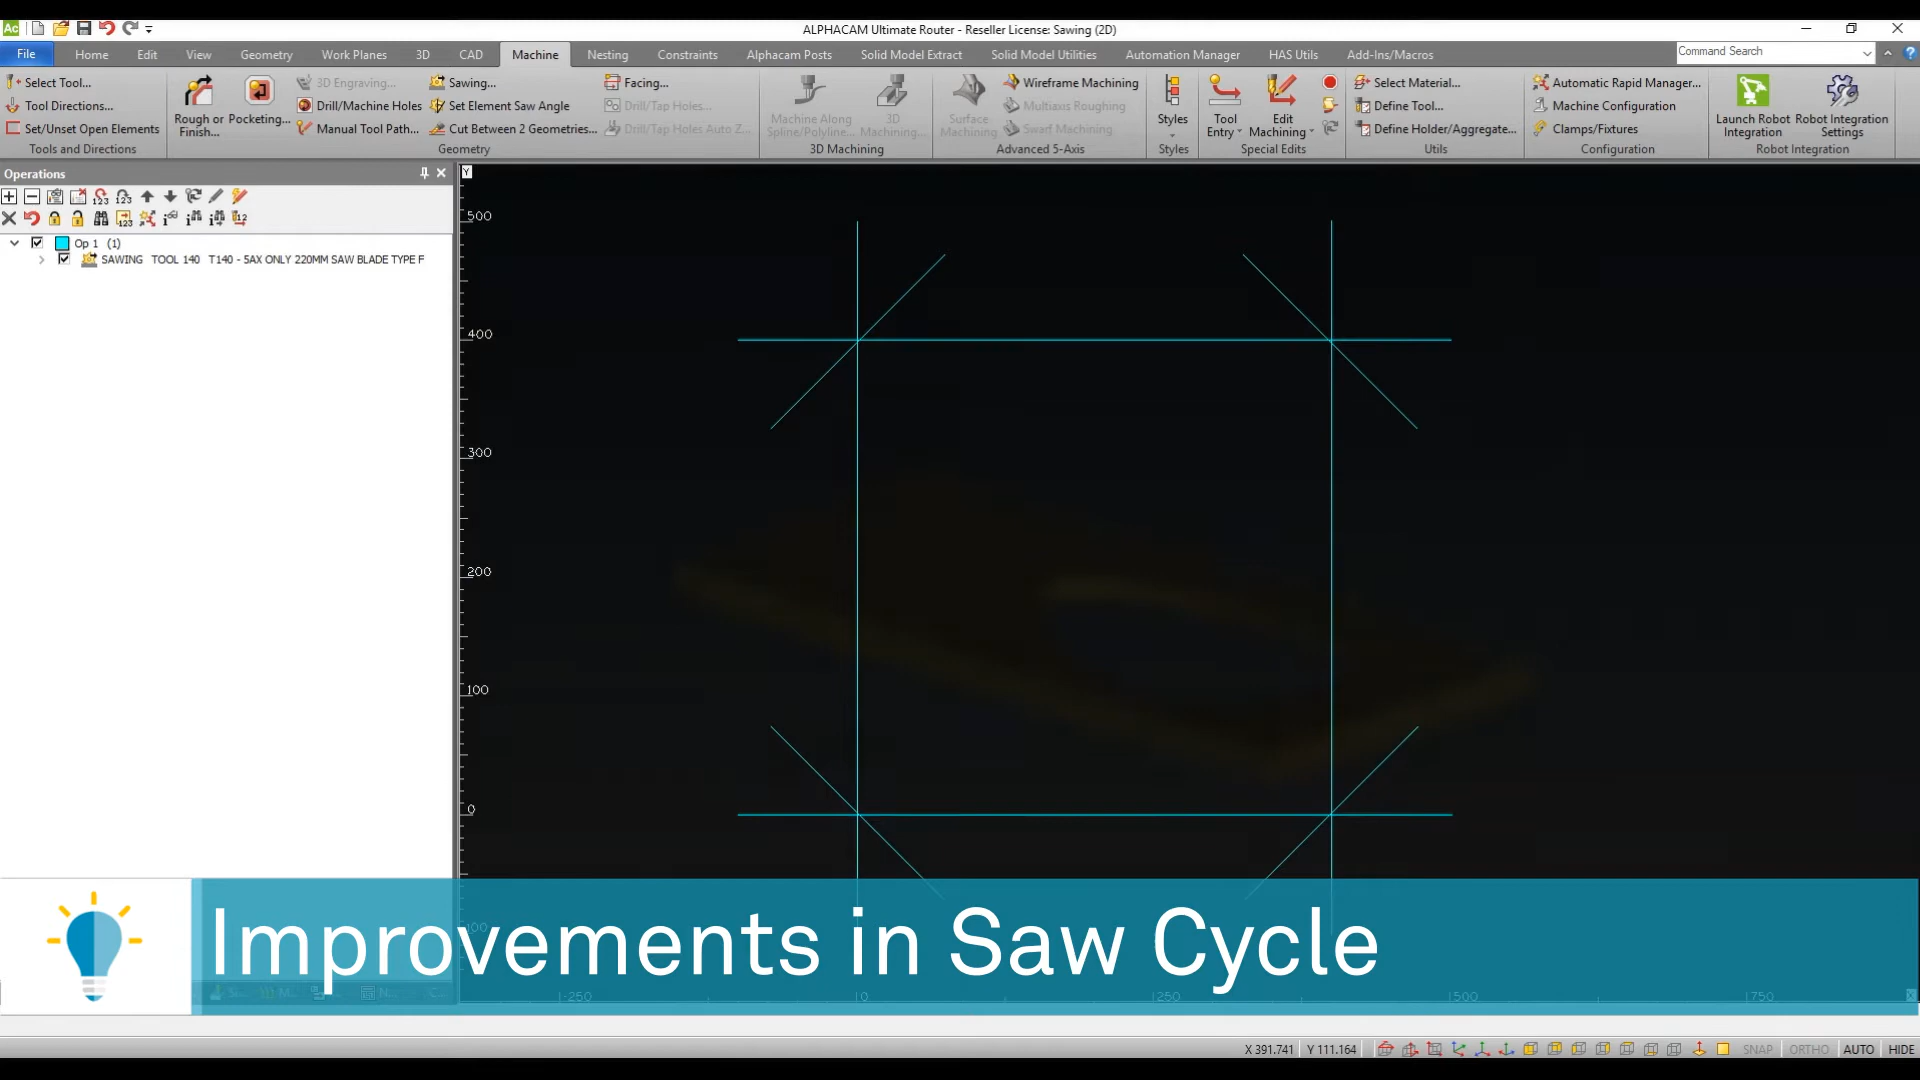 Ac
ALPHACAM Ultimate Router - Reseller License: Sawing (2D)
File Home Edit View Geometry Work Planes 3D CAD Machine Nesting Constraints Alphacam Posts Solid Model Extract Solid Model Utilities Automation Manager HAS Utils Add-Ins/Macros Command Search
Select Tool...
Tool Directions...
Set/Unset Open Elements
Tools and Directions
Rough or
Finish...
Pocketing...
3D Engraving...
Drill/Machine Holes
Manual Tool Path...
Sawing...
Set Element Saw Angle
Cut Between 2 Geometries...
Facing...
Drill/Tap Holes...
Drill/Tap Holes Auto Z...
Geometry
Machine Along
Spline/Polyline...
3D
Machining...
3D Machining
Surface
Machining...
Wireframe Machining
Multiaxis Roughing
Swarf Machining
Advanced 5-Axis
Styles
Styles
Tool
Entry
Edit
Machining
Special Edits
Select Material...
Define Tool...
Define Holder/Aggregate...
Utils
Automatic Rapid Manager...
Machine Configuration
Clamps/Fixtures
Configuration
Launch Robot
Integration
Robot Integration
Settings
Robot Integration
Operations
Op 1 (1)
SAWING TOOL 140 T140 - 5AX ONLY 220MM SAW BLADE TYPE F
Y
500
400
300
200
100
0
Improvements in Saw Cycle
-250 0 250 500 750
X 391.741 Y 111.164 SNAP ORTHO AUTO HIDE